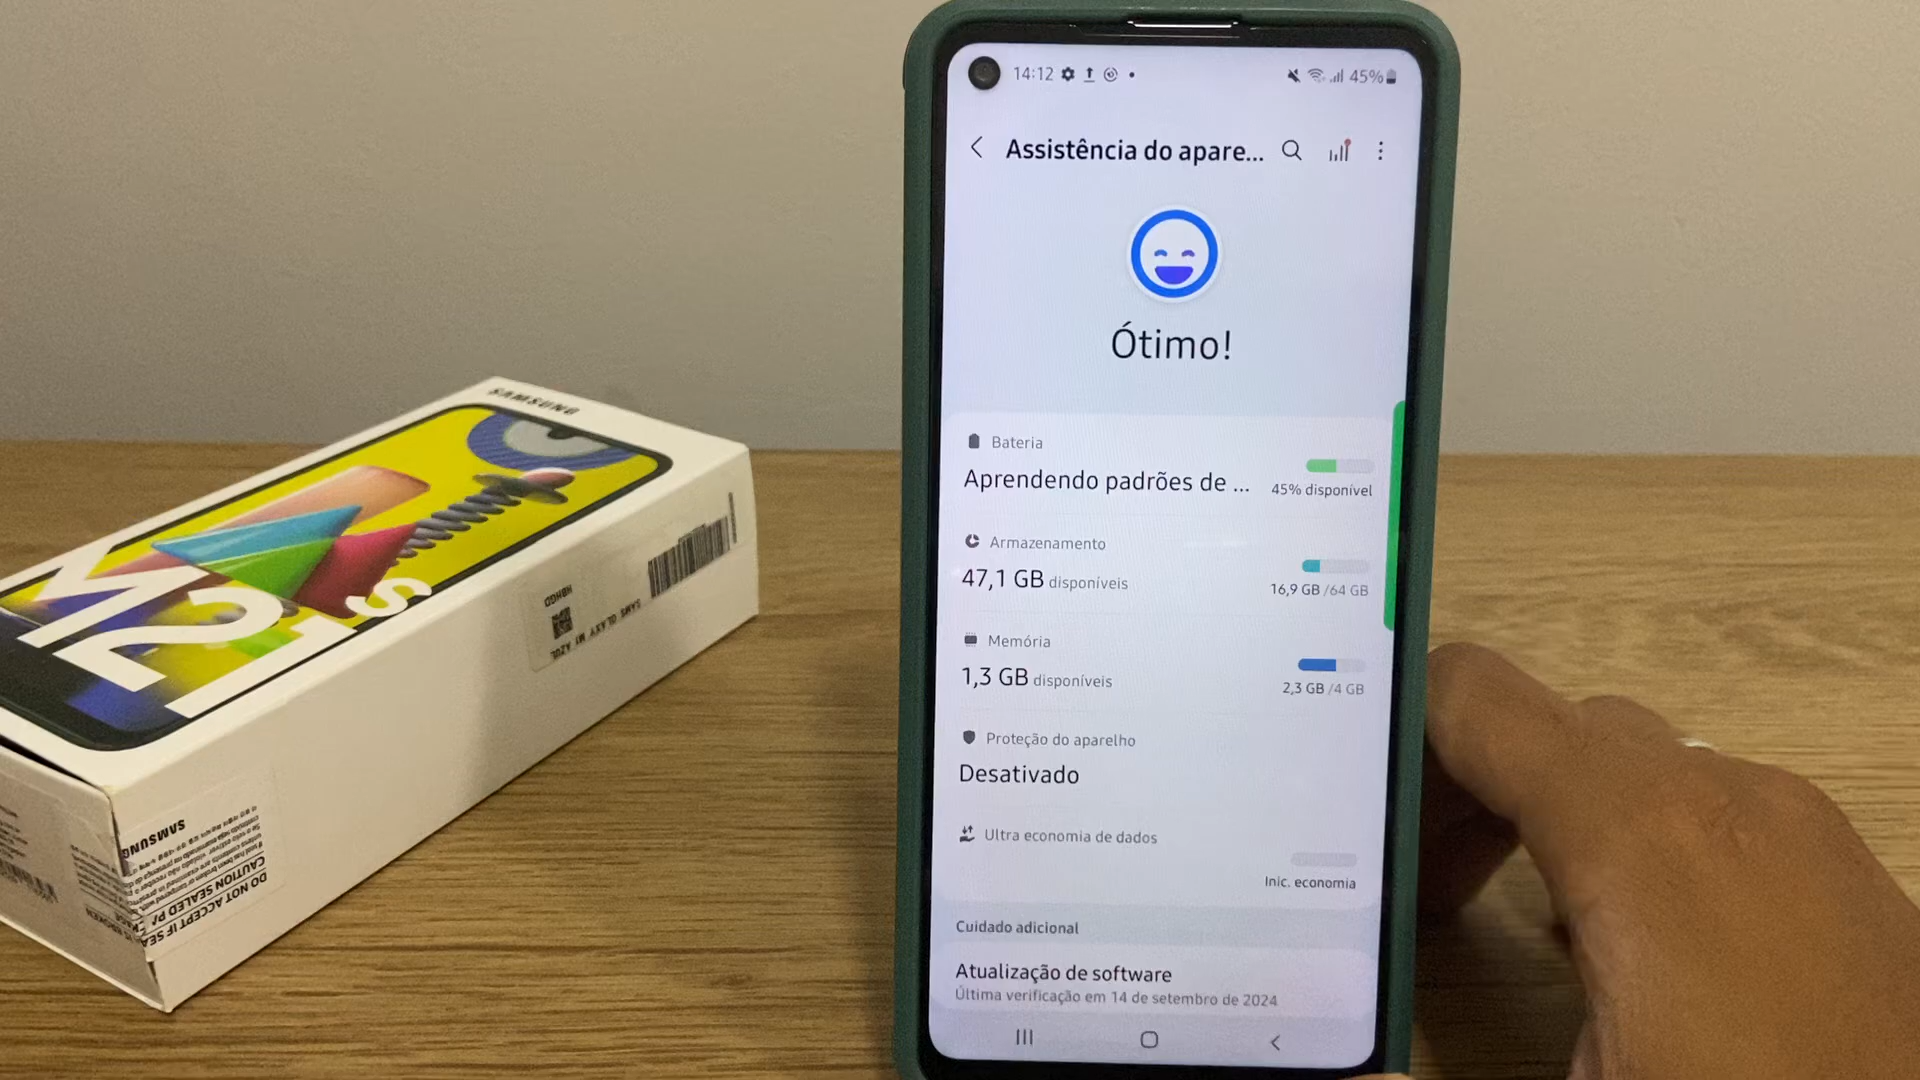 14:12
45%
Assistência do apare...
Ótimo!
Bateria
Aprendendo padrões de ...
45% disponível
Armazenamento
47,1 GB disponíveis
16,9 GB /64 GB
Memória
1,3 GB disponíveis
2,3 GB /4 GB
Proteção do aparelho
Desativado
Ultra economia de dados
Inic. economia
Cuidado adicional
Atualização de software
Última verificação em 14 de setembro de 2024
SAMSUNG
M21s
SAMSUNG
DO NOT ACCEPT IF SEA
CAUTION SEALED PA